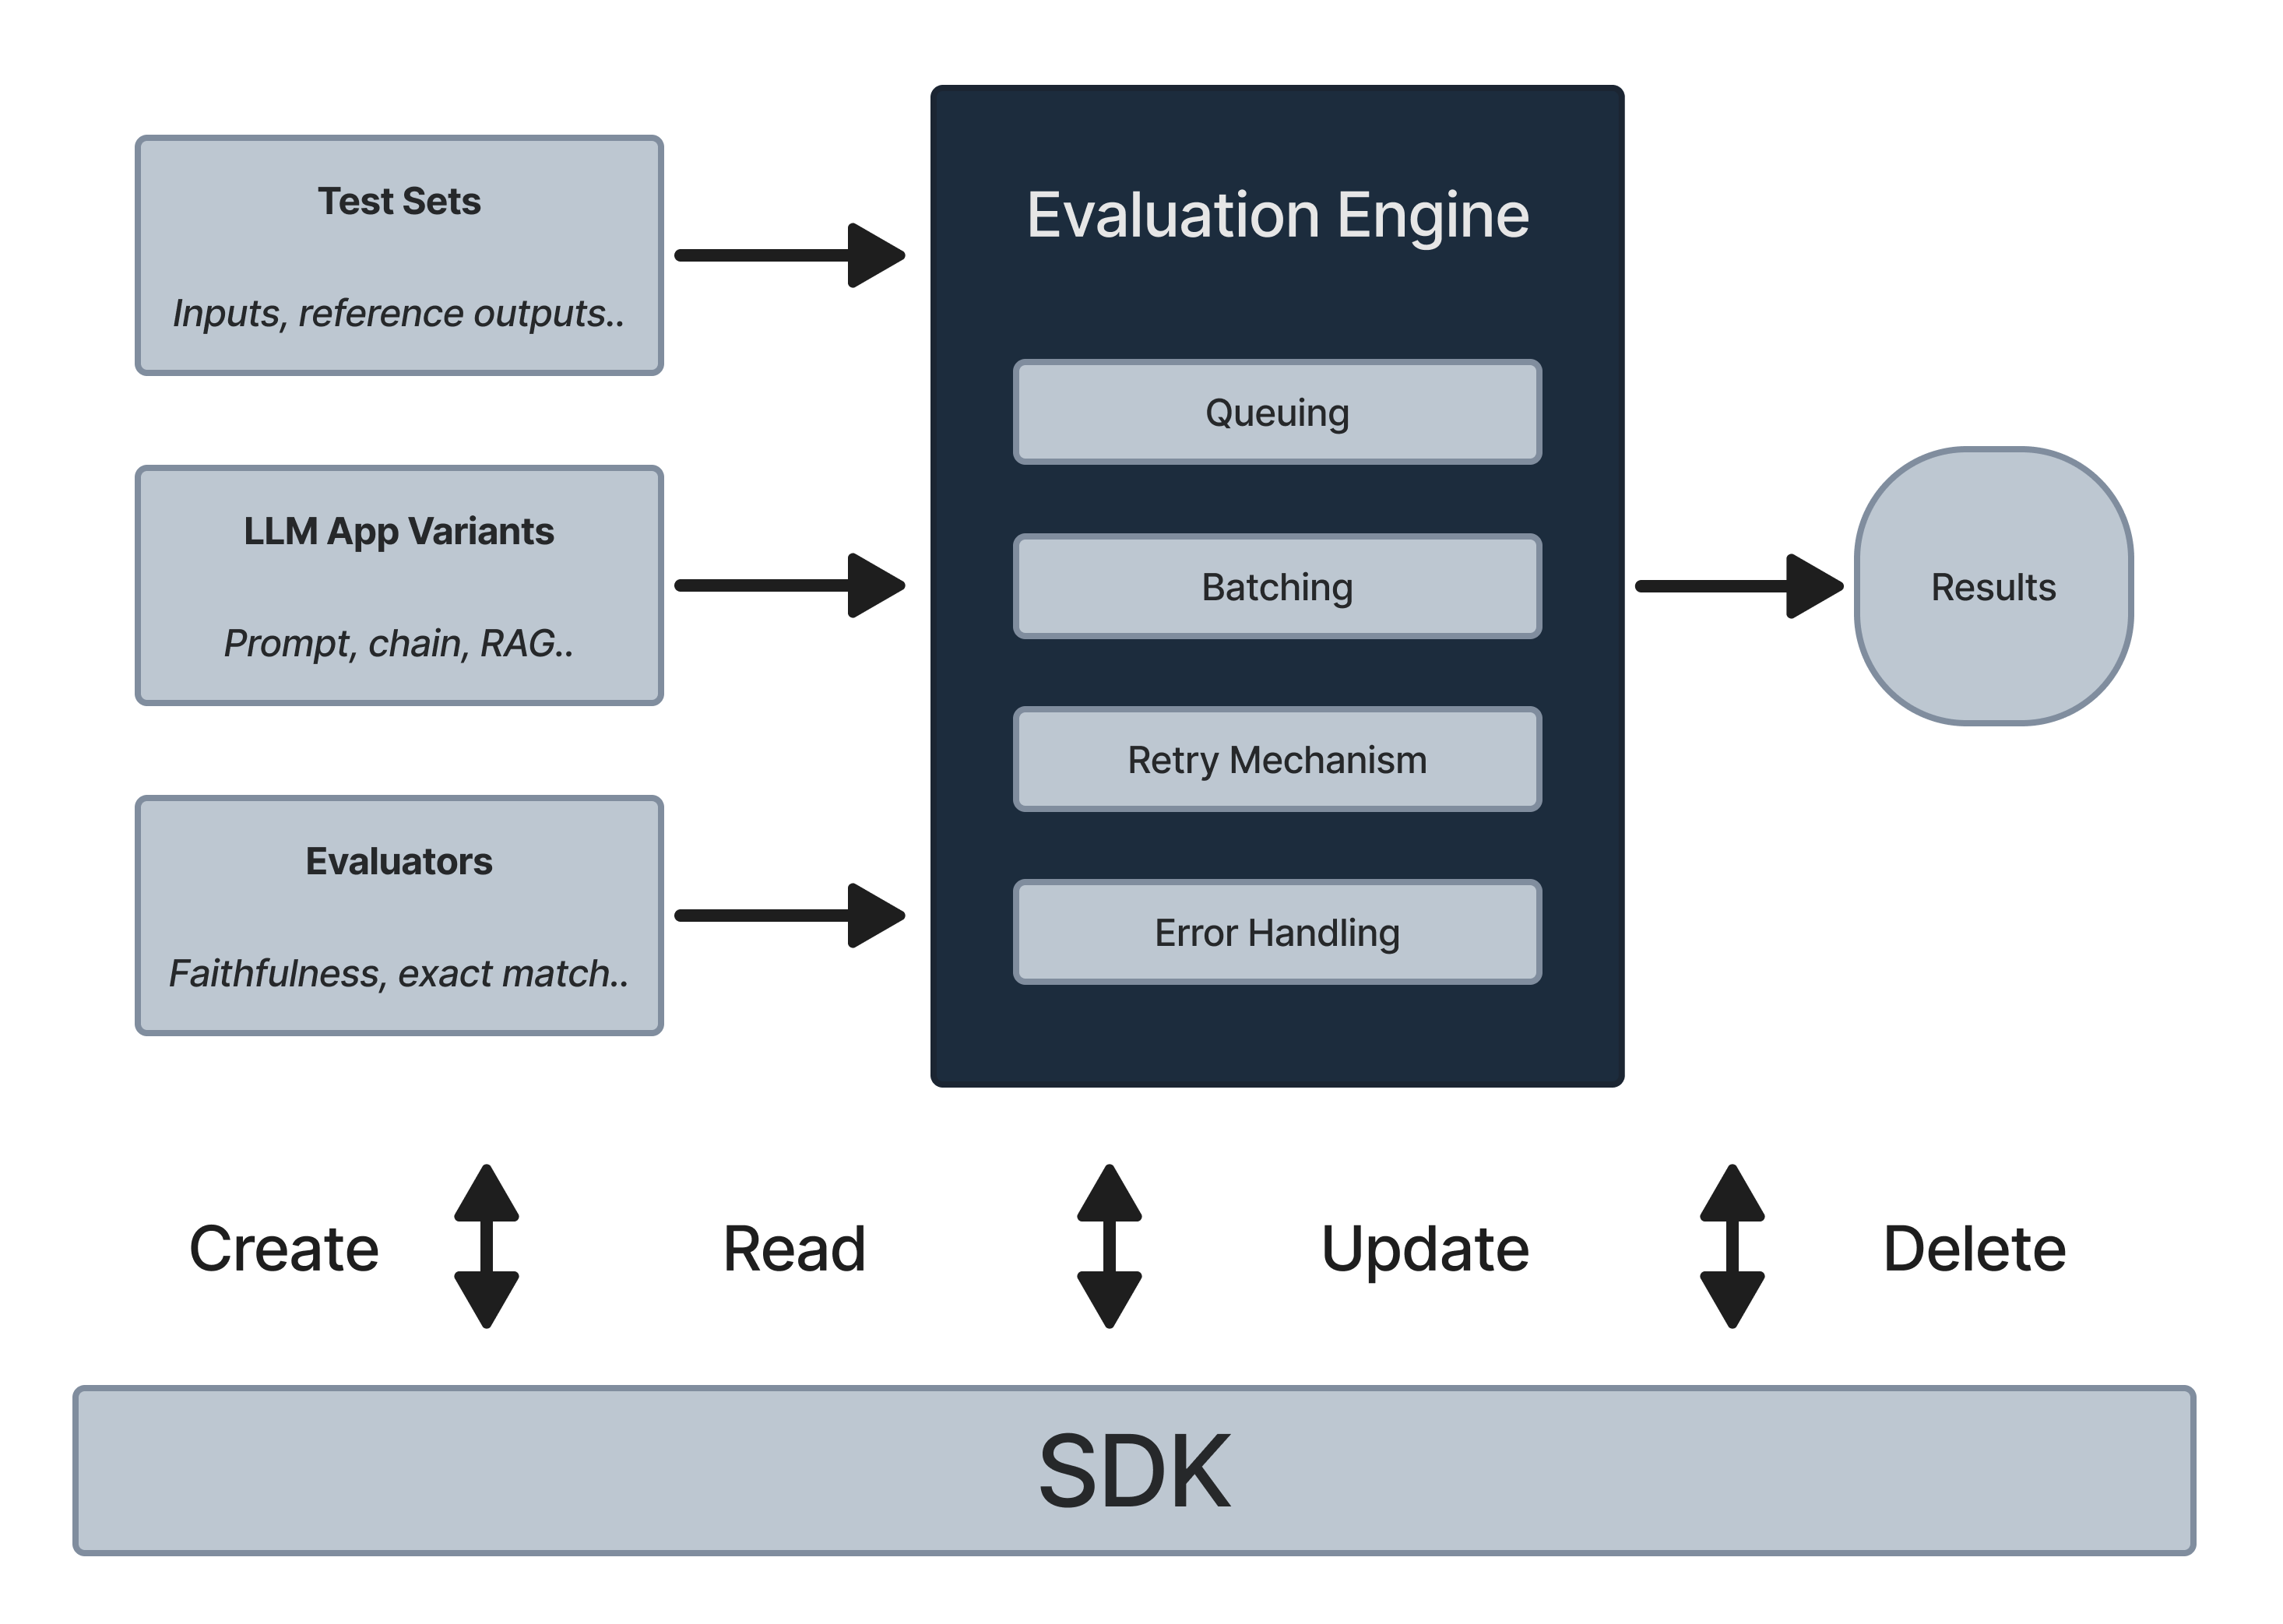 Test Sets
Inputs, reference outputs..
LLM App Variants
Prompt, chain, RAG..
Evaluators
Faithfulness, exact match..
Evaluation Engine
Queuing
Batching
Retry Mechanism
Error Handling
Results
Create
Read
Update
Delete
SDK